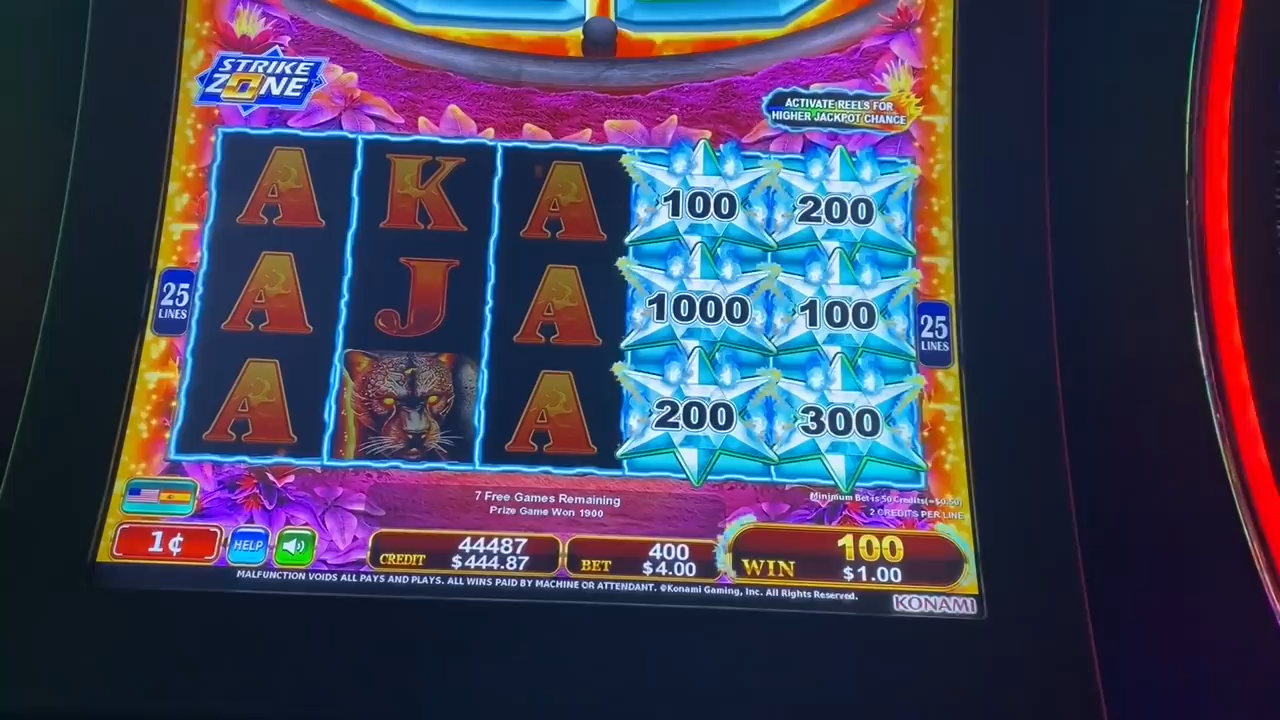 STRIKE
ZONE
ACTIVATE REELS FOR
HIGHER JACKPOT CHANCE
A K A 100 200
A J A 1000 100
A A 200 300
25
LINES
25
LINES
7 Free Games Remaining
Prize Game Won 1900
Minimum Bet is 50 Credits(=$0.50)
2 CREDITS PER LINE
1¢
HELP
CREDIT
44487
$444.87
BET
400
$4.00
WIN
100
$1.00
MALFUNCTION VOIDS ALL PAYS AND PLAYS. ALL WINS PAID BY MACHINE OR ATTENDANT. ©Konami Gaming, Inc. All Rights Reserved.
KONAMI